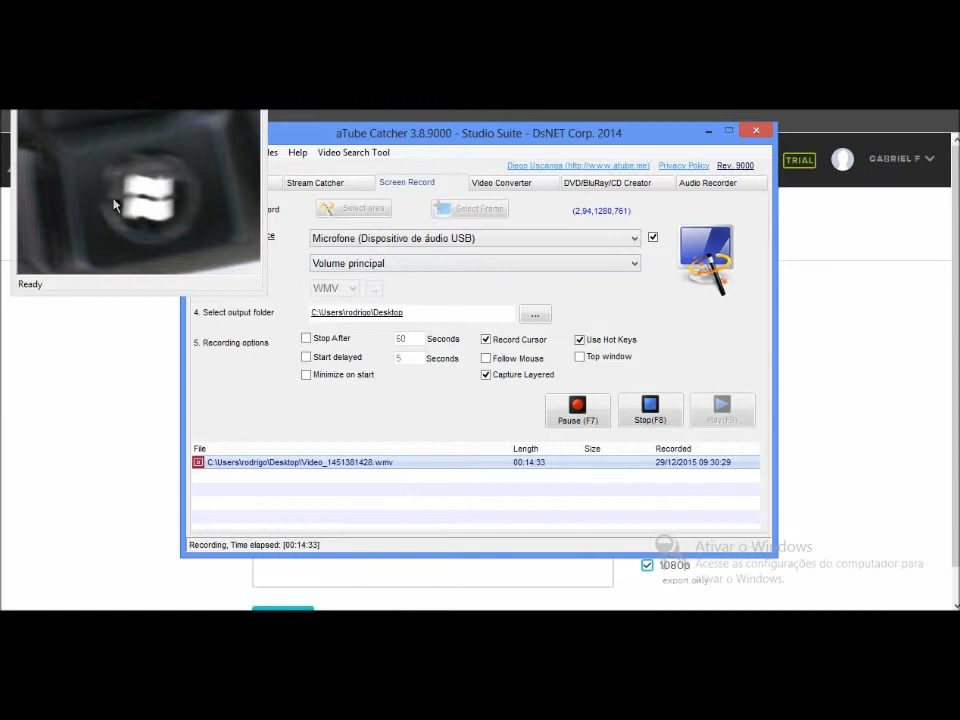 aTube Catcher 3.8.9000 - Studio Suite - DsNET Corp. 2014
les Help Video Search Tool
TRIAL
GABRIEL F
Diego Uscanga (http://www.atube.me) Privacy Policy Rev. 9000
Stream Catcher Screen Record Video Converter DVD/BluRay/CD Creator Audio Recorder
ord Select area Select Frame (2,94,1280,761)
Microfone (Dispositivo de áudio USB)
Volume principal
Ready
WMV ...
4. Select output folder C:\Users\rodrigo\Desktop ...
5. Recording options Stop After 60 Seconds Record Cursor Use Hot Keys
Start delayed 5 Seconds Follow Mouse Top window
Minimize on start Capture Layered
Pause (F7) Stop(F8) Play(F9)
File Length Size Recorded
C:\Users\rodrigo\Desktop\Video_1451381428.wmv 00:14:33 29/12/2015 09:30:29
Recording, Time elapsed: [00:14:33]
Ativar o Windows
1080p Acesse as configurações do computador para
export only ativar o Windows.